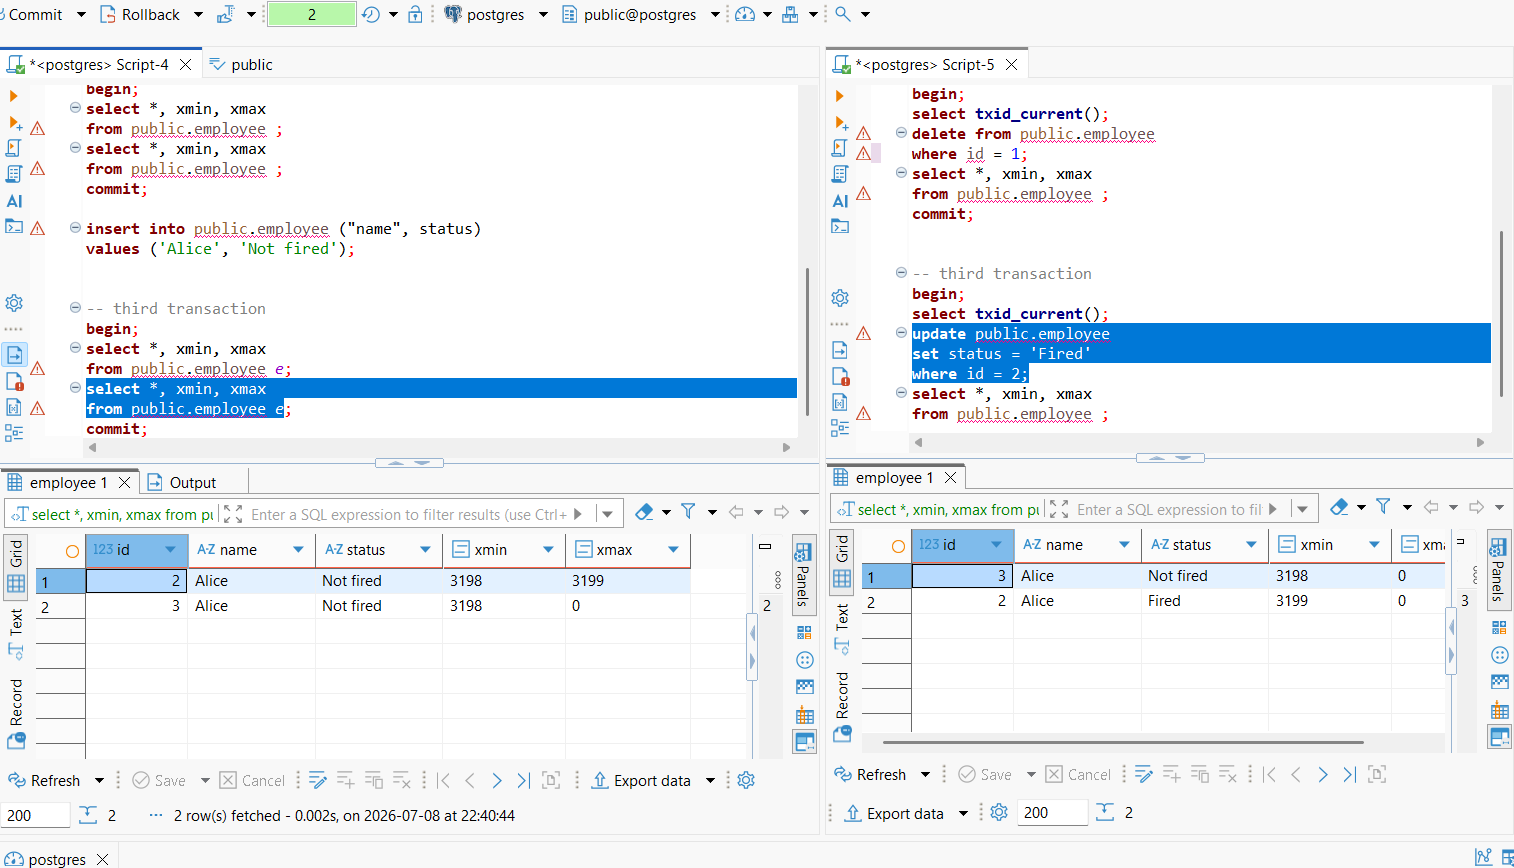 Commit
Rollback
2
postgres
public@postgres
*<postgres> Script-4
public
begin;
select *, xmin, xmax
from public.employee ;
select *, xmin, xmax
from public.employee ;
commit;
insert into public.employee ("name", status)
values ('Alice', 'Not fired');
-- third transaction
begin;
select *, xmin, xmax
from public.employee e;
select *, xmin, xmax
from public.employee e;
commit;
AI
employee 1
Output
select *, xmin, xmax from pu
Enter a SQL expression to filter results (use Ctrl+
Grid
Text
Record
123 id
A-Z name
A-Z status
xmin
xmax
1 2 Alice Not fired 3198 3199
2 3 Alice Not fired 3198 0
2
Panels
Refresh
Save
Cancel
Export data
200
2
... 2 row(s) fetched - 0.002s, on 2026-07-08 at 22:40:44
postgres
*<postgres> Script-5
begin;
select txid_current();
delete from public.employee
where id = 1;
select *, xmin, xmax
from public.employee ;
commit;
-- third transaction
begin;
select txid_current();
update public.employee
set status = 'Fired'
where id = 2;
select *, xmin, xmax
from public.employee ;
AI
employee 1
select *, xmin, xmax from pu
Enter a SQL expression to fil
Grid
Text
Record
123 id
A-Z name
A-Z status
xmin
xma
1 3 Alice Not fired 3198 0
2 2 Alice Fired 3199 0
3
Panels
Refresh
Save
Cancel
Export data
200
2